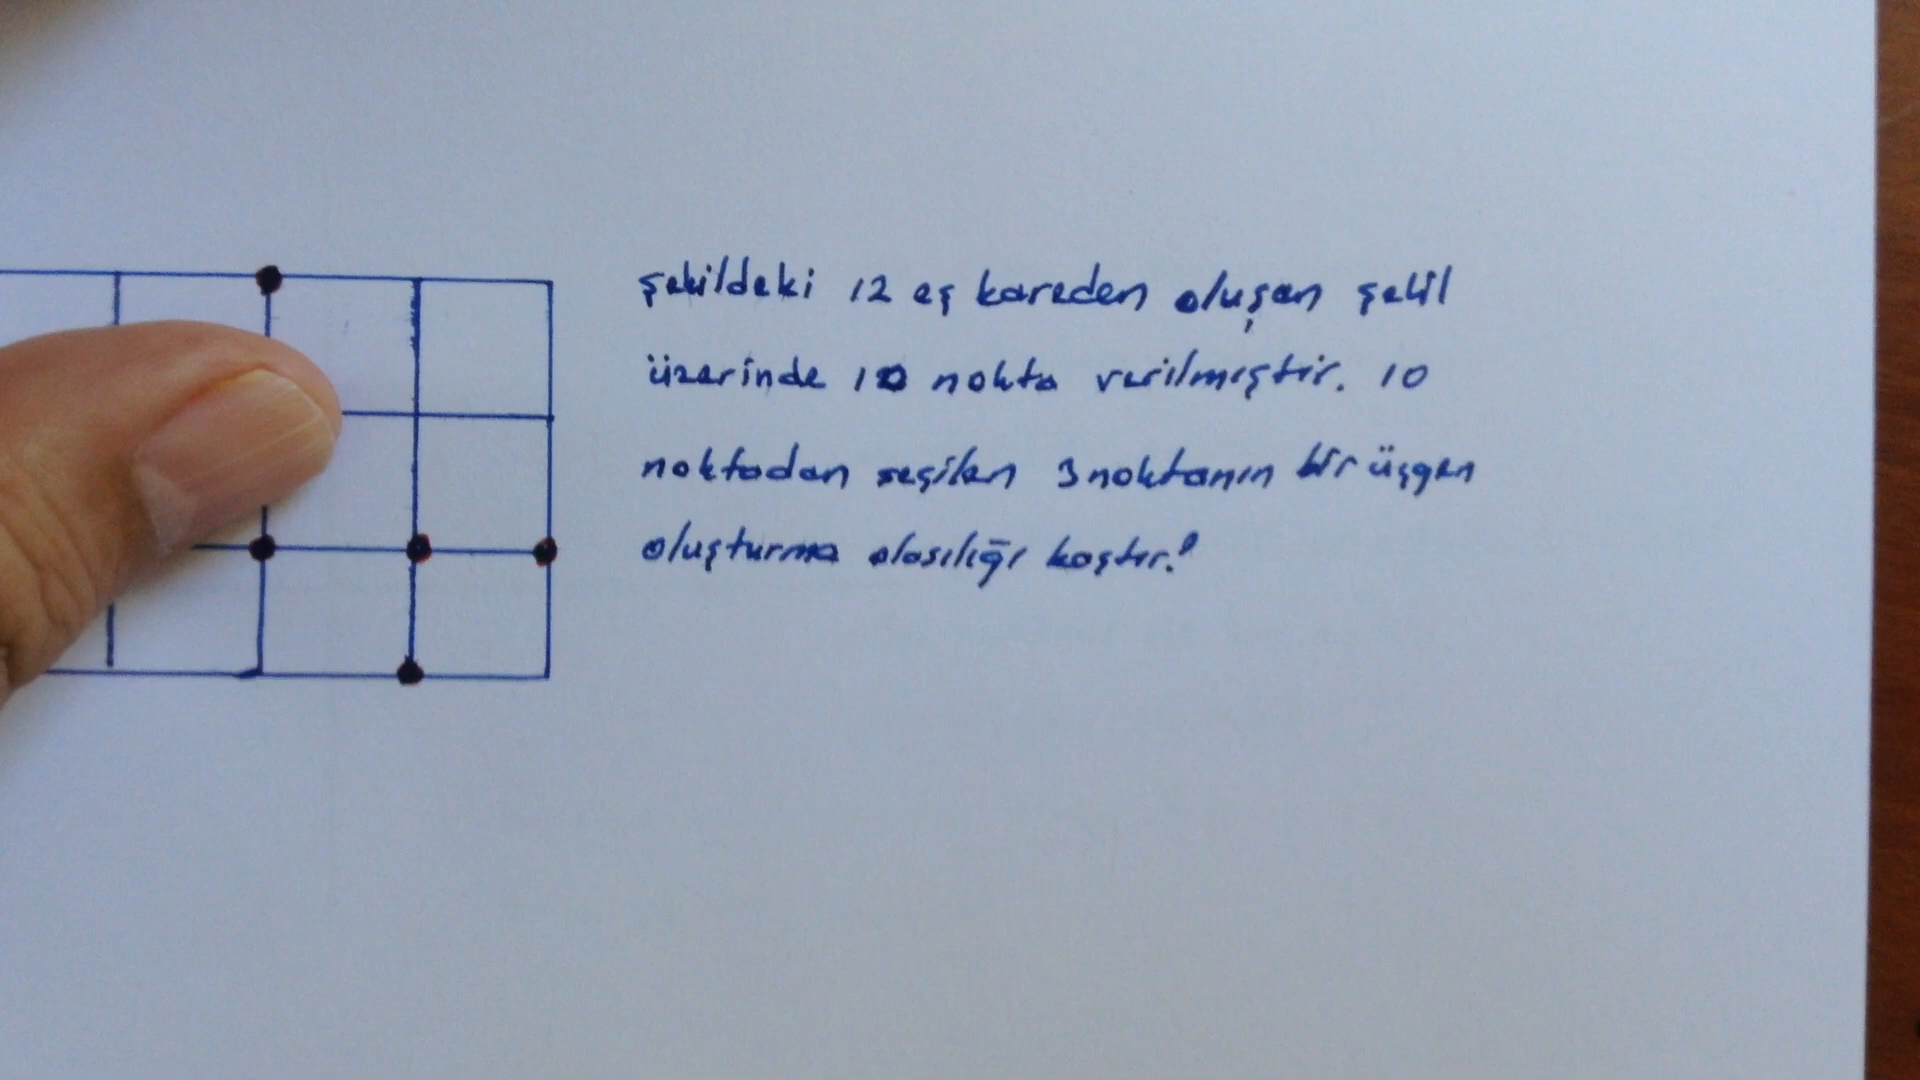 şekildeki 12 eş kareden oluşan şekil
üzerinde 10 nokta verilmiştir. 10
noktadan seçilen 3 noktanın bir üçgen
oluşturma olasılığı kaçtır?